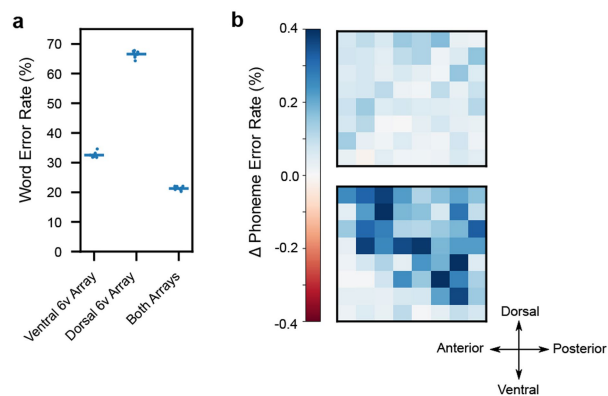 a
Word Error Rate (%)
70
60
50
40
30
20
10
0
Ventral 6v Array
Dorsal 6v Array
Both Arrays
b
Δ Phoneme Error Rate (%)
0.4
0.2
0.0
-0.2
-0.4
Dorsal
Anterior
Posterior
Ventral